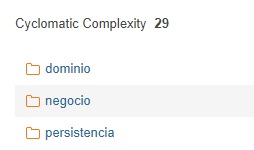 Cyclomatic Complexity 29
dominio
negocio
persistencia